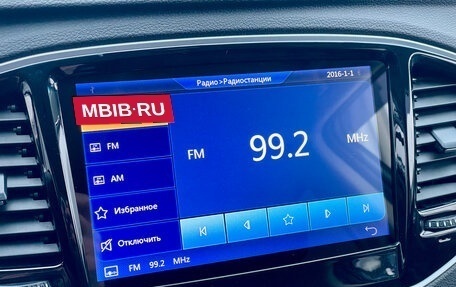 Радио>Радиостанции
2016-1-1
MBIB.RU
FM
AM
Избранное
Отключить
FM 99.2 MHz
FM 99.2 MHz